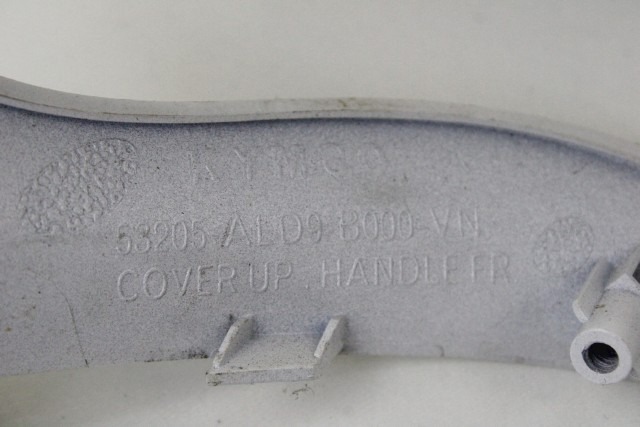 KYMCO
53205-ALD9-B000-VN
COVER UP . HANDLE FR